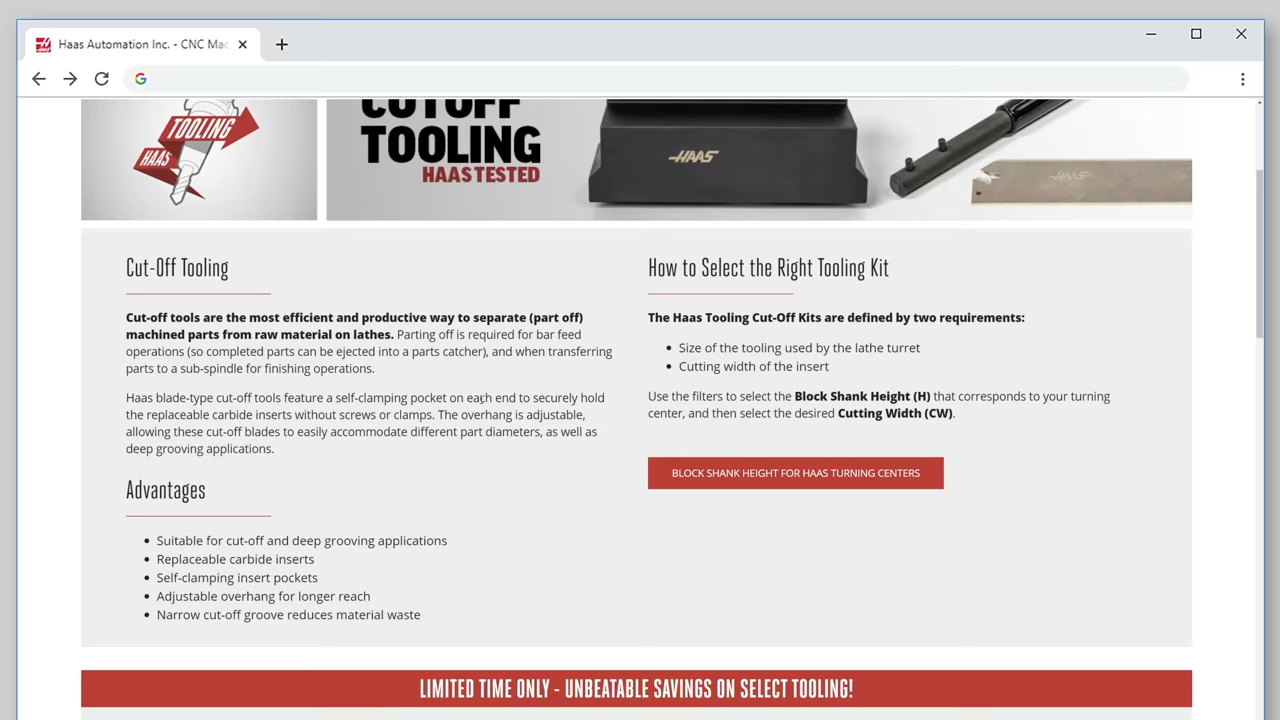 Haas Automation Inc. - CNC Mac
TOOLING
HAAS
CUTOFF
TOOLING
HAAS TESTED
HAAS
HAAS
Cut-Off Tooling
Cut-off tools are the most efficient and productive way to separate (part off)
machined parts from raw material on lathes. Parting off is required for bar feed
operations (so completed parts can be ejected into a parts catcher), and when transferring
parts to a sub-spindle for finishing operations.
Haas blade-type cut-off tools feature a self-clamping pocket on each end to securely hold
the replaceable carbide inserts without screws or clamps. The overhang is adjustable,
allowing these cut-off blades to easily accommodate different part diameters, as well as
deep grooving applications.
Advantages
• Suitable for cut-off and deep grooving applications
• Replaceable carbide inserts
• Self-clamping insert pockets
• Adjustable overhang for longer reach
• Narrow cut-off groove reduces material waste
How to Select the Right Tooling Kit
The Haas Tooling Cut-Off Kits are defined by two requirements:
• Size of the tooling used by the lathe turret
• Cutting width of the insert
Use the filters to select the Block Shank Height (H) that corresponds to your turning
center, and then select the desired Cutting Width (CW).
BLOCK SHANK HEIGHT FOR HAAS TURNING CENTERS
LIMITED TIME ONLY - UNBEATABLE SAVINGS ON SELECT TOOLING!